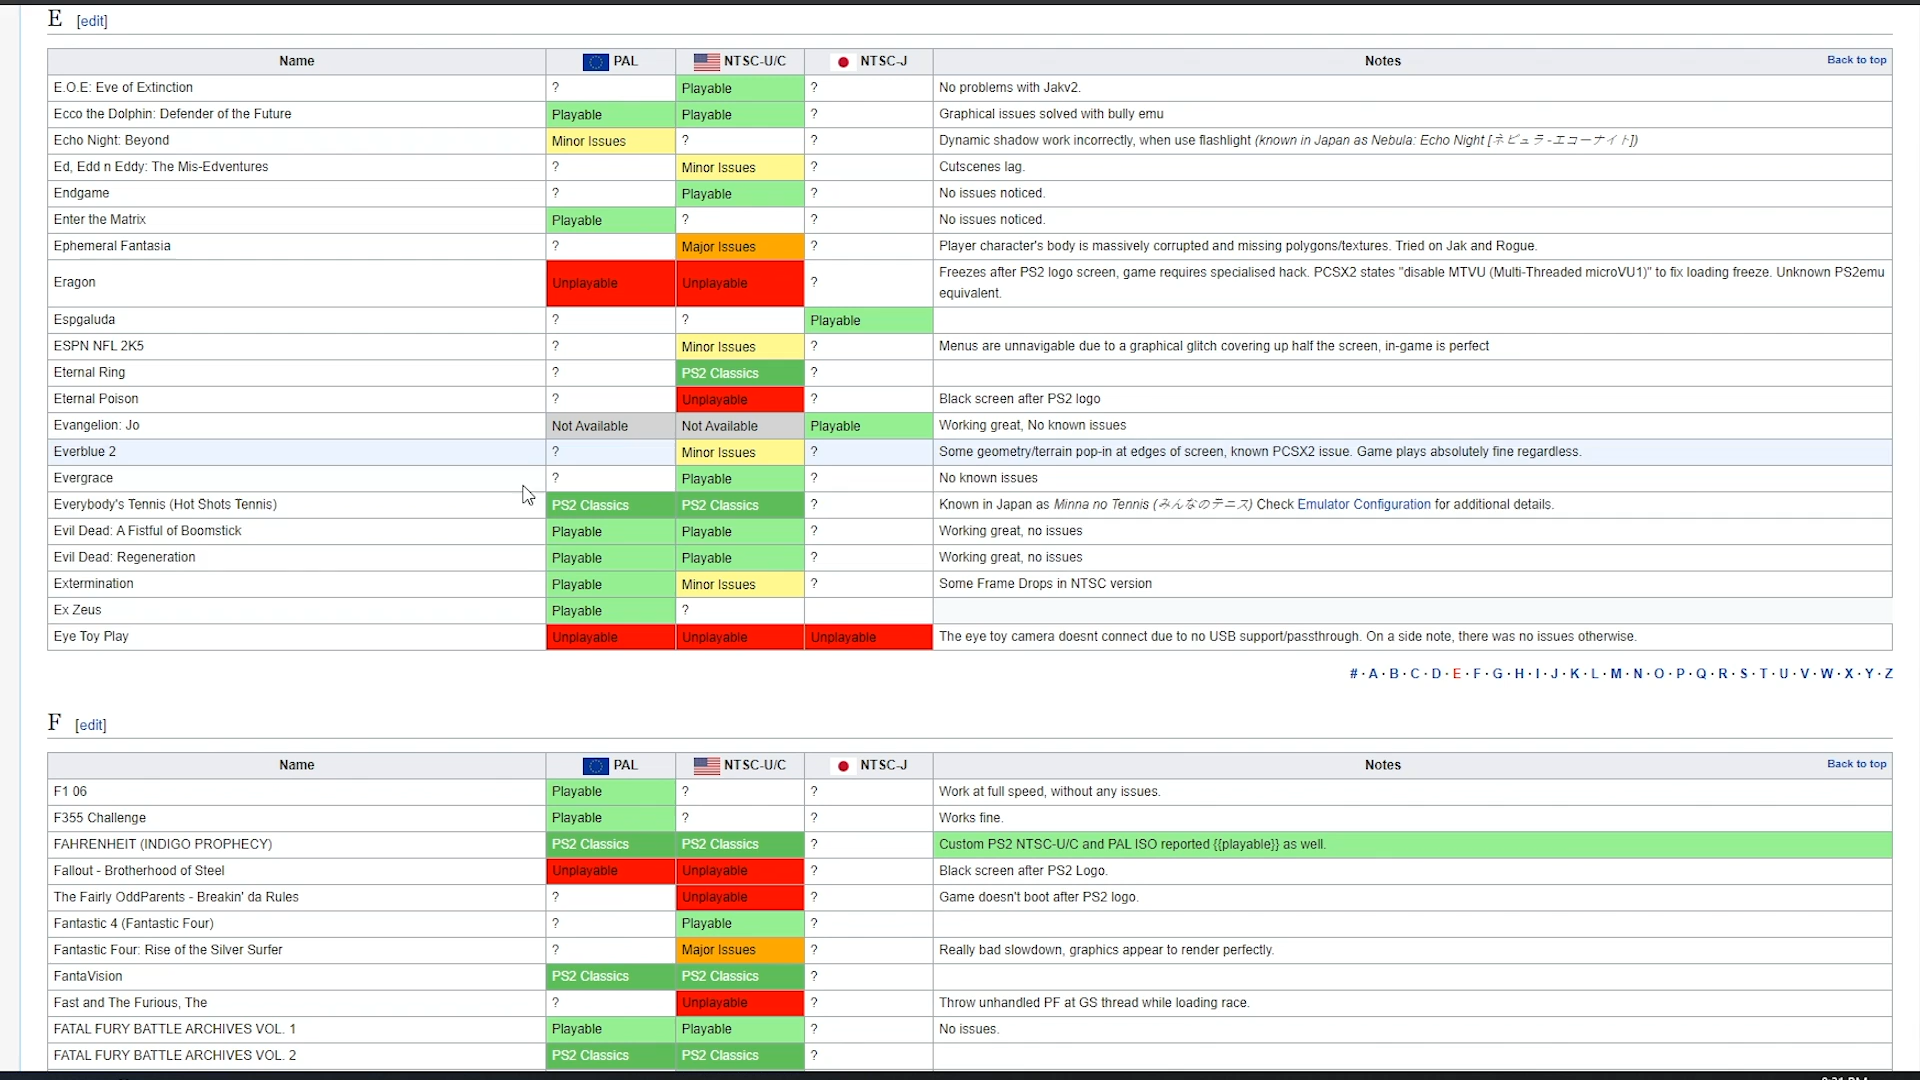 E [edit]
Name PAL NTSC-U/C NTSC-J Notes Back to top
E.O.E: Eve of Extinction ? Playable ? No problems with Jakv2.
Ecco the Dolphin: Defender of the Future Playable Playable ? Graphical issues solved with bully emu
Echo Night: Beyond Minor Issues ? ? Dynamic shadow work incorrectly, when use flashlight (known in Japan as Nebula: Echo Night [ネビュラ -エコーナイト])
Ed, Edd n Eddy: The Mis-Edventures ? Minor Issues ? Cutscenes lag.
Endgame ? Playable ? No issues noticed.
Enter the Matrix Playable ? ? No issues noticed.
Ephemeral Fantasia ? Major Issues ? Player character's body is massively corrupted and missing polygons/textures. Tried on Jak and Rogue.
Eragon Unplayable Unplayable ? Freezes after PS2 logo screen, game requires specialised hack. PCSX2 states "disable MTVU (Multi-Threaded microVU1)" to fix loading freeze. Unknown PS2emu
equivalent.
Espgaluda ? ? Playable
ESPN NFL 2K5 ? Minor Issues ? Menus are unnavigable due to a graphical glitch covering up half the screen, in-game is perfect
Eternal Ring ? PS2 Classics ?
Eternal Poison ? Unplayable ? Black screen after PS2 logo
Evangelion: Jo Not Available Not Available Playable Working great, No known issues
Everblue 2 ? Minor Issues ? Some geometry/terrain pop-in at edges of screen, known PCSX2 issue. Game plays absolutely fine regardless.
Evergrace ? Playable ? No known issues
Everybody's Tennis (Hot Shots Tennis) PS2 Classics PS2 Classics ? Known in Japan as Minna no Tennis (みんなのテニス) Check Emulator Configuration for additional details.
Evil Dead: A Fistful of Boomstick Playable Playable ? Working great, no issues
Evil Dead: Regeneration Playable Playable ? Working great, no issues
Extermination Playable Minor Issues ? Some Frame Drops in NTSC version
Ex Zeus Playable ?
Eye Toy Play Unplayable Unplayable Unplayable The eye toy camera doesnt connect due to no USB support/passthrough. On a side note, there was no issues otherwise.
# · A · B · C · D · E · F · G · H · I · J · K · L · M · N · O · P · Q · R · S · T · U · V · W · X · Y · Z
F [edit]
Name PAL NTSC-U/C NTSC-J Notes Back to top
F1 06 Playable ? ? Work at full speed, without any issues.
F355 Challenge Playable ? ? Works fine.
FAHRENHEIT (INDIGO PROPHECY) PS2 Classics PS2 Classics ? Custom PS2 NTSC-U/C and PAL ISO reported {{playable}} as well.
Fallout - Brotherhood of Steel Unplayable Unplayable ? Black screen after PS2 Logo.
The Fairly OddParents - Breakin' da Rules ? Unplayable ? Game doesn't boot after PS2 logo.
Fantastic 4 (Fantastic Four) ? Playable ?
Fantastic Four: Rise of the Silver Surfer ? Major Issues ? Really bad slowdown, graphics appear to render perfectly.
FantaVision PS2 Classics PS2 Classics ?
Fast and The Furious, The ? Unplayable ? Throw unhandled PF at GS thread while loading race.
FATAL FURY BATTLE ARCHIVES VOL. 1 Playable Playable ? No issues.
FATAL FURY BATTLE ARCHIVES VOL. 2 PS2 Classics PS2 Classics ?